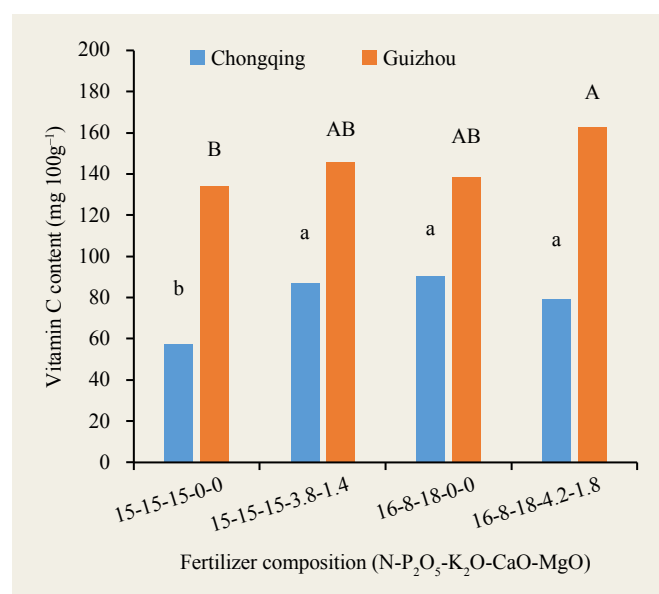 200
180
160
140
120
100
80
60
40
20
0
Vitamin C content (mg 100g⁻¹)
Chongqing
Guizhou
b
B
a
AB
a
AB
a
A
15-15-15-0-0
15-15-15-3.8-1.4
16-8-18-0-0
16-8-18-4.2-1.8
Fertilizer composition (N-P₂O₅-K₂O-CaO-MgO)